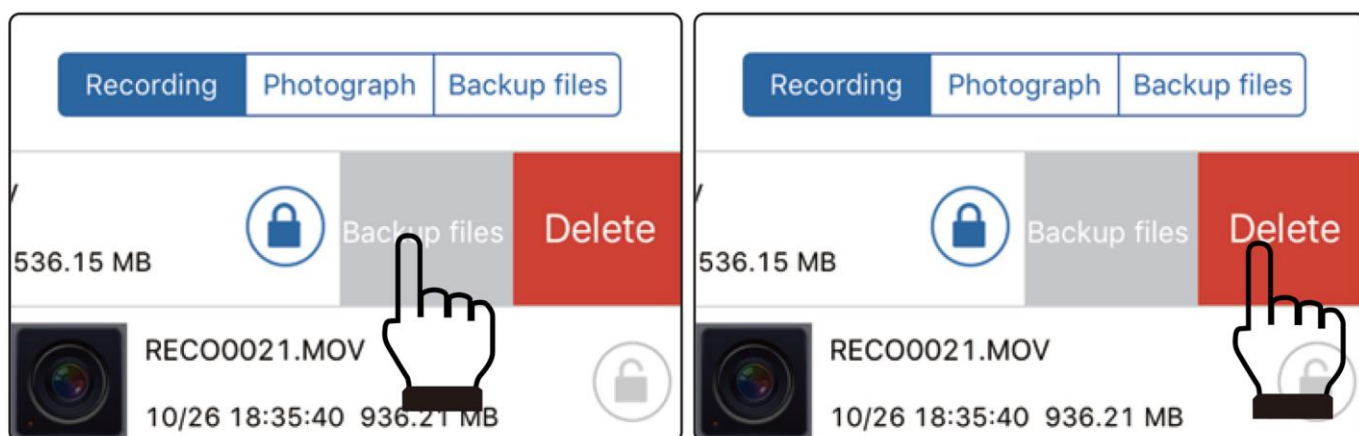 Recording Photograph Backup files
Backup files Delete
536.15 MB
RECO0021.MOV
10/26 18:35:40 936.21 MB
Recording Photograph Backup files
Backup files Delete
536.15 MB
RECO0021.MOV
10/26 18:35:40 936.21 MB